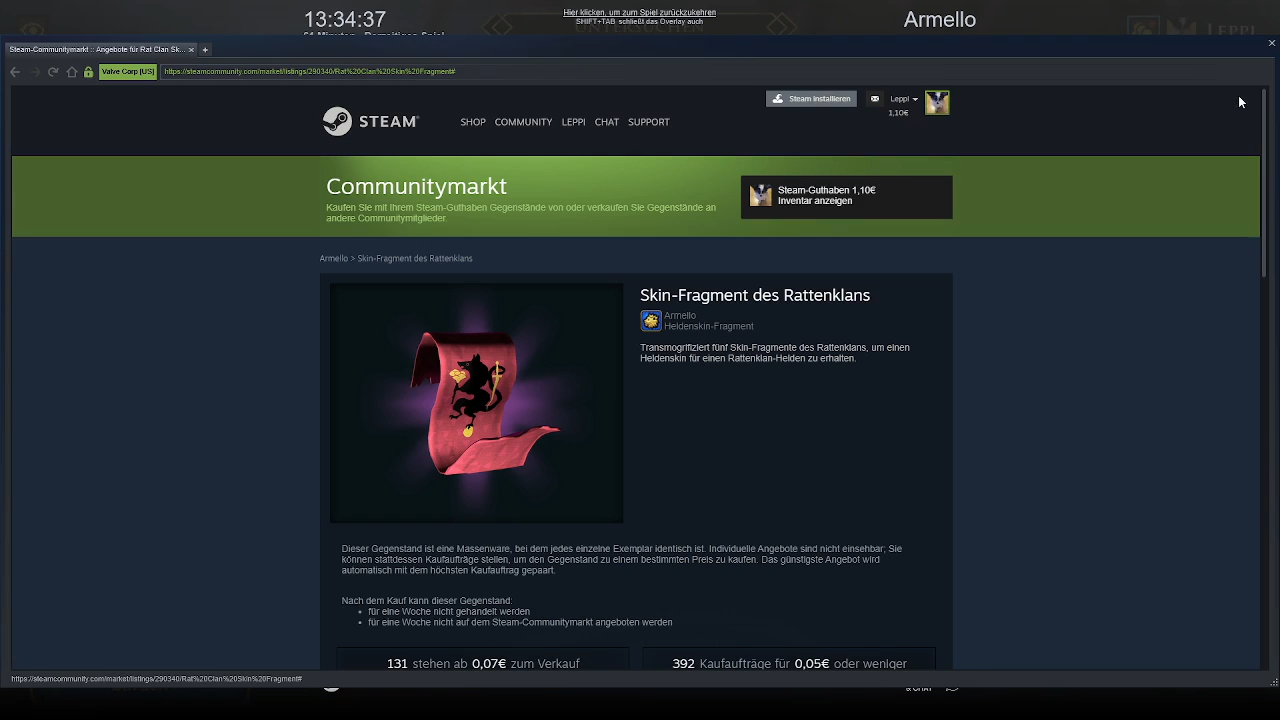 13:34:37
Hier klicken, um zum Spiel zurückzukehren
SHIFT+TAB schließt das Overlay auch
Armello
UNTERSUCHEN
LEPPI
Steam-Communitymarkt :: Angebote für Rat Clan Sk...
Valve Corp [US]
https://steamcommunity.com/market/listings/290340/Rat%20Clan%20Skin%20Fragment#
Steam installieren
Leppi
1,10€
STEAM®
SHOP COMMUNITY LEPPI CHAT SUPPORT
Communitymarkt
Kaufen Sie mit Ihrem Steam-Guthaben Gegenstände von oder verkaufen Sie Gegenstände an
andere Communitymitglieder.
Steam-Guthaben 1,10€
Inventar anzeigen
Armello > Skin-Fragment des Rattenklans
Skin-Fragment des Rattenklans
Armello
Heldenskin-Fragment
Transmogrifiziert fünf Skin-Fragmente des Rattenklans, um einen
Heldenskin für einen Rattenklan-Helden zu erhalten.
Dieser Gegenstand ist eine Massenware, bei dem jedes einzelne Exemplar identisch ist. Individuelle Angebote sind nicht einsehbar; Sie
können stattdessen Kaufaufträge stellen, um den Gegenstand zu einem bestimmten Preis zu kaufen. Das günstigste Angebot wird
automatisch mit dem höchsten Kaufauftrag gepaart.
Nach dem Kauf kann dieser Gegenstand:
• für eine Woche nicht gehandelt werden
• für eine Woche nicht auf dem Steam-Communitymarkt angeboten werden
131 stehen ab 0,07€ zum Verkauf
392 Kaufaufträge für 0,05€ oder weniger
https://steamcommunity.com/market/listings/290340/Rat%20Clan%20Skin%20Fragment#